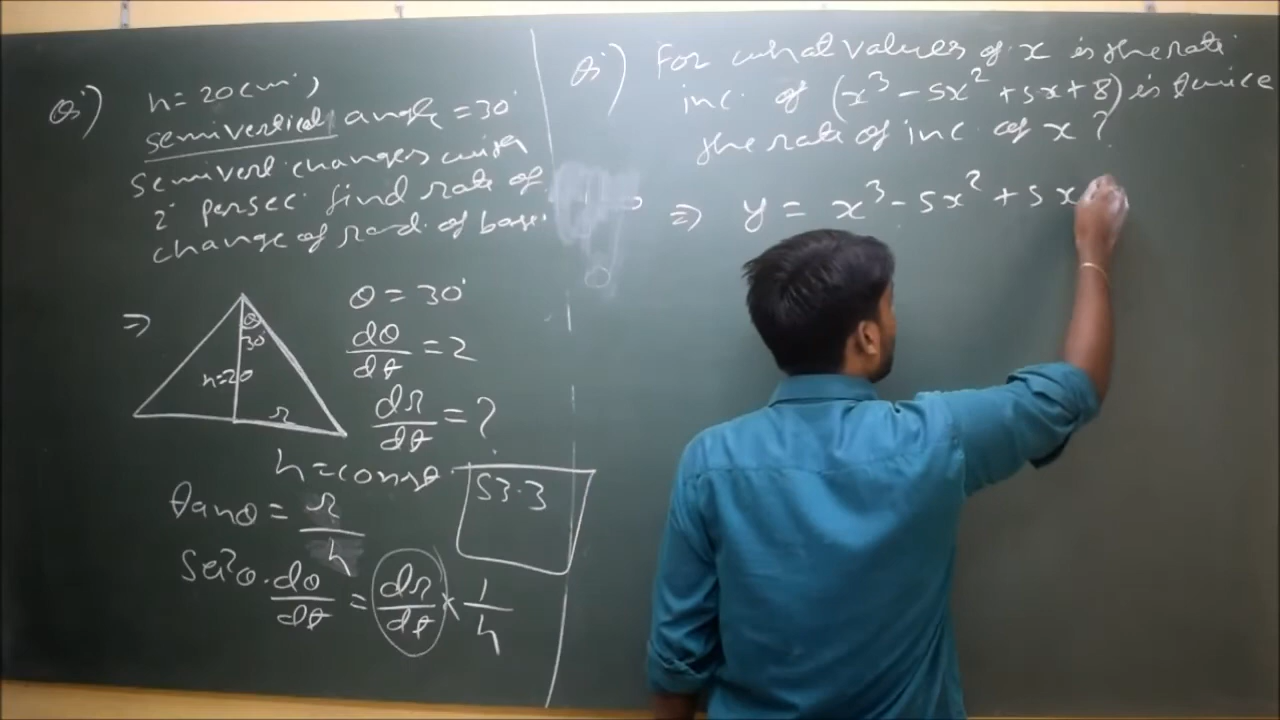 Q:) h = 20cm,
semivertical angle = 30°
semivert changes with
2° per sec. find rate of
change of rad. of base.
⇒
θ
30°
h=20
r
θ = 30°
dθ/dt = 2
dr/dt = ?
h = const.
tanθ = r/h
53.3
sec²θ · dθ/dt = dr/dt × 1/h
Q:) For what values of x is the rate
inc. of (x³ - 5x² + 5x + 8) is twice
the rate of inc. of x?
⇒ y = x³ - 5x² + 5x